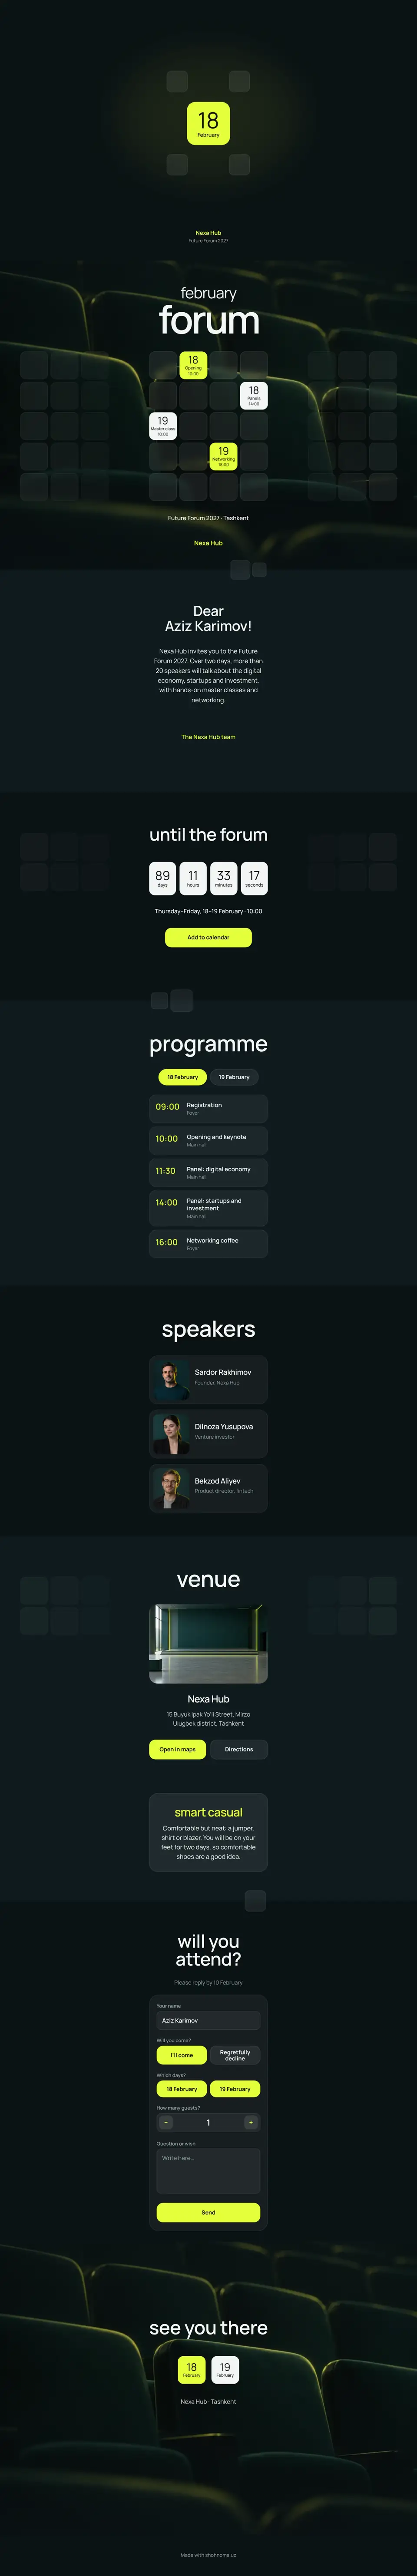 18
February
Nexa Hub
Future Forum 2027
february
forum
18
Opening
10:00
18
Panels
14:00
19
Master class
10:00
19
Networking
18:00
Future Forum 2027 · Tashkent
Nexa Hub
Dear
Aziz Karimov!
Nexa Hub invites you to the Future
Forum 2027. Over two days, more than
20 speakers will talk about the digital
economy, startups and investment,
with hands-on master classes and
networking.
The Nexa Hub team
until the forum
89 11 33 17
days hours minutes seconds
Thursday–Friday, 18–19 February · 10:00
Add to calendar
programme
18 February 19 February
09:00 Registration
Foyer
10:00 Opening and keynote
Main hall
11:30 Panel: digital economy
Main hall
14:00 Panel: startups and
investment
Main hall
16:00 Networking coffee
Foyer
speakers
Sardor Rakhimov
Founder, Nexa Hub
Dilnoza Yusupova
Venture investor
Bekzod Aliyev
Product director, fintech
venue
Nexa Hub
15 Buyuk Ipak Yo'li Street, Mirzo
Ulugbek district, Tashkent
Open in maps Directions
smart casual
Comfortable but neat: a jumper,
shirt or blazer. You will be on your
feet for two days, so comfortable
shoes are a good idea.
will you
attend?
Please reply by 10 February
Your name
Aziz Karimov
Will you come?
I'll come Regretfully
decline
Which days?
18 February 19 February
How many guests?
− 1 +
Question or wish
Write here...
Send
see you there
18 19
February February
Nexa Hub · Tashkent
Made with shohnoma.uz